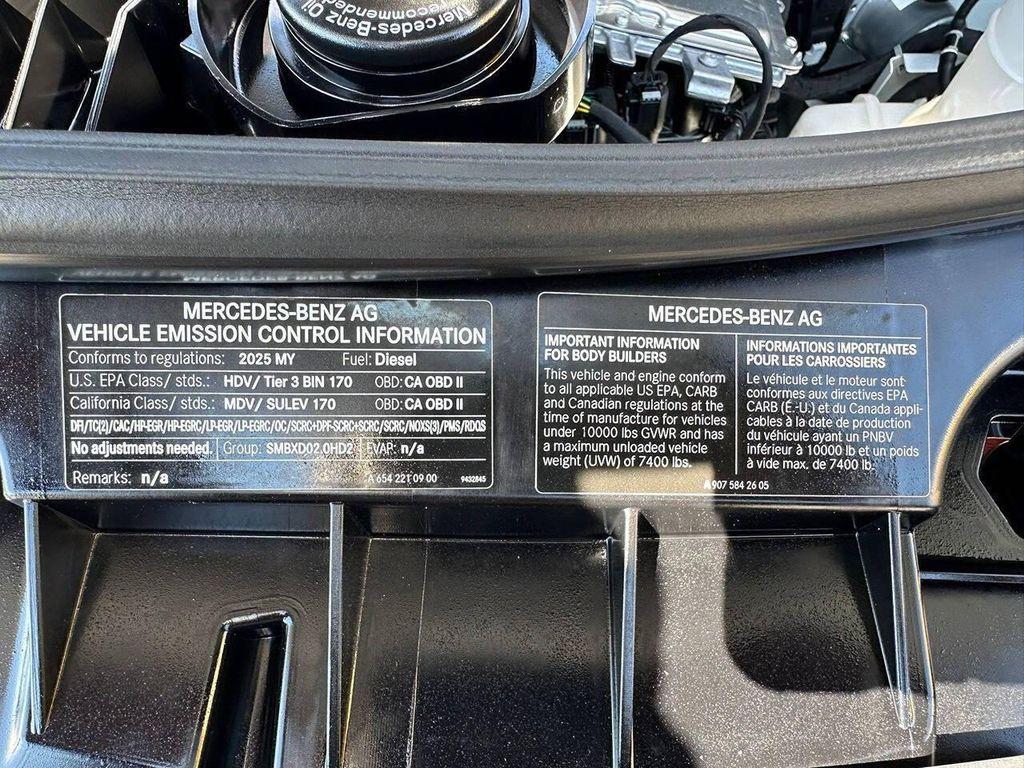 Mercedes-Benz Oil
recommended
MERCEDES-BENZ AG
VEHICLE EMISSION CONTROL INFORMATION
Conforms to regulations: 2025 MY Fuel: Diesel
U.S. EPA Class/ stds.: HDV/ Tier 3 BIN 170 OBD: CA OBD II
California Class/ stds.: MDV/ SULEV 170 OBD: CA OBD II
DFI/TC(2)/CAC/HP-EGR/HP-EGRC/LP-EGR/LP-EGRC/OC/SCRC+DPF-SCRC+SCRC/SCRC/NOXS(3)/PMS/RDQS
No adjustments needed. Group: SMBXD02.0HD2 EVAP: n/a
Remarks: n/a A 654 221 09 00 9432845
MERCEDES-BENZ AG
IMPORTANT INFORMATION
FOR BODY BUILDERS
This vehicle and engine conform
to all applicable US EPA, CARB
and Canadian regulations at the
time of manufacture for vehicles
under 10000 lbs GVWR and has
a maximum unloaded vehicle
weight (UVW) of 7400 lbs.
INFORMATIONS IMPORTANTES
POUR LES CARROSSIERS
Le véhicule et le moteur sont
conformes aux directives EPA
CARB (É.-U.) et du Canada appli-
cables à la date de production
du véhicule ayant un PNBV
inférieur à 10000 lb et un poids
à vide max. de 7400 lb.
A 907 584 26 05